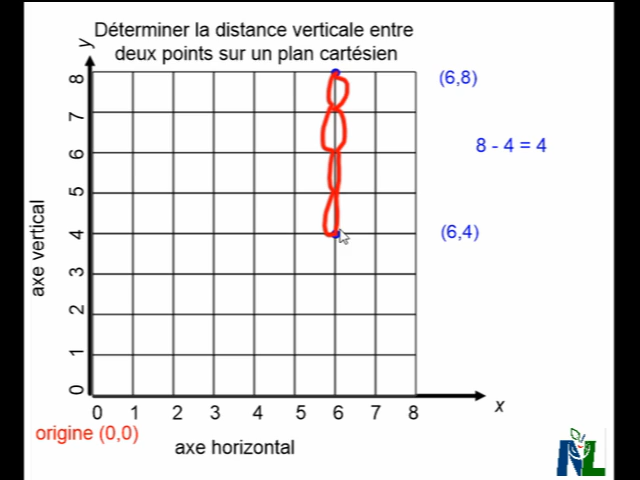 Déterminer la distance verticale entre
deux points sur un plan cartésien
y
8
7
6
5
4
3
2
1
0
axe vertical
(6,8)
8 - 4 = 4
(6,4)
0 1 2 3 4 5 6 7 8
x
origine (0,0)
axe horizontal
NL